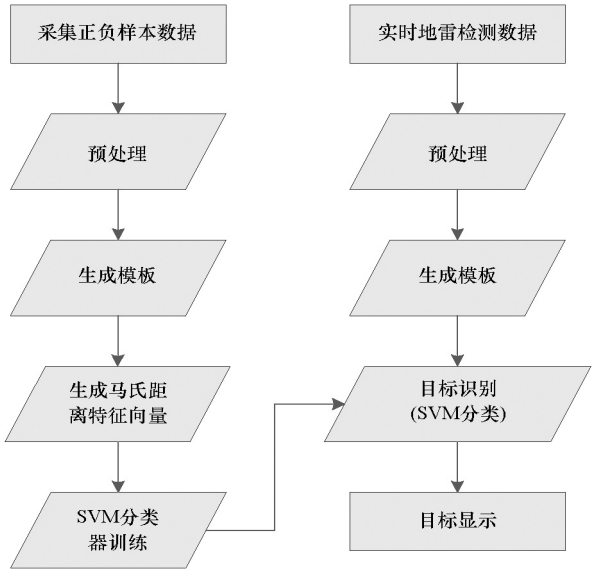 采集正负样本数据
预处理
生成模板
生成马氏距
离特征向量
SVM分类
器训练
实时地雷检测数据
预处理
生成模板
目标识别
(SVM分类)
目标显示